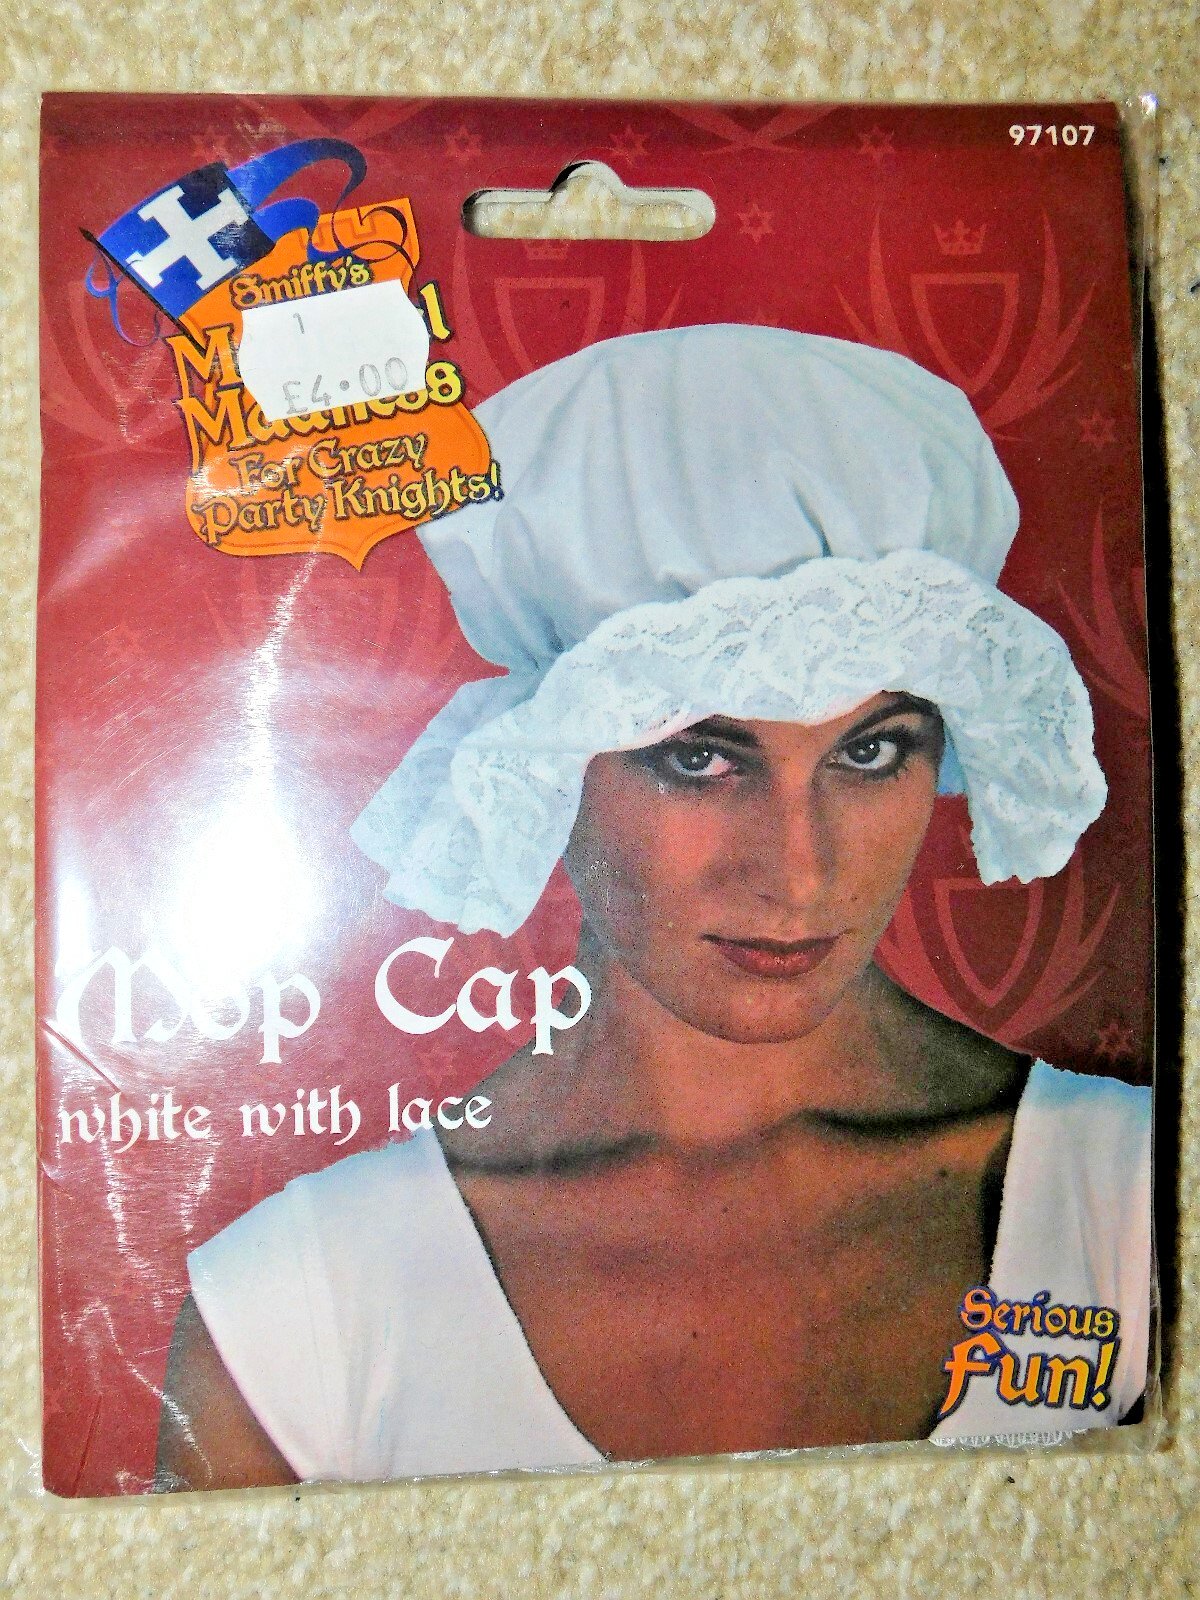 97107
Smiffy's
1
£4.00
Madness
For Crazy
Party Knights!
Mop Cap
white with lace
Serious
Fun!